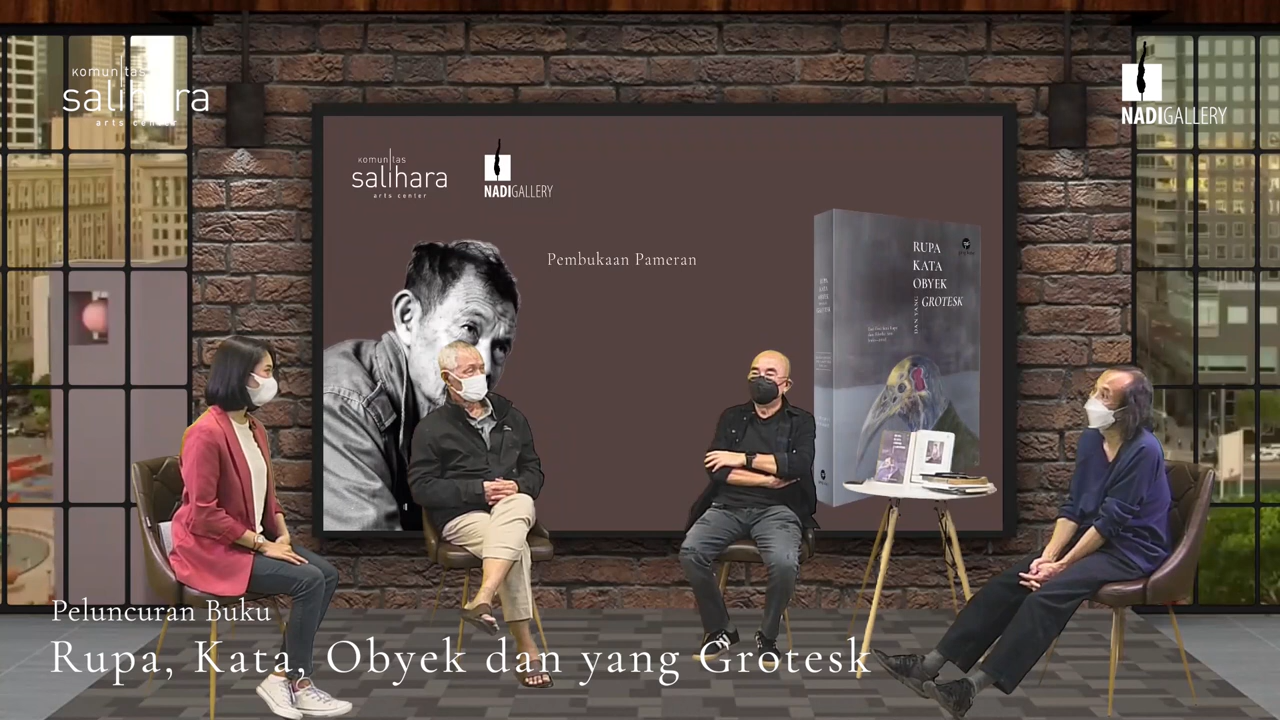 Komunitas
salihara
arts center
NADIGALLERY
Komunitas
salihara
arts center
NADIGALLERY
Pembukaan Pameran
RUPA
KATA
OBYEK
DAN YANG GROTESK
Peluncuran Buku
Rupa, Kata, Obyek dan yang Grotesk